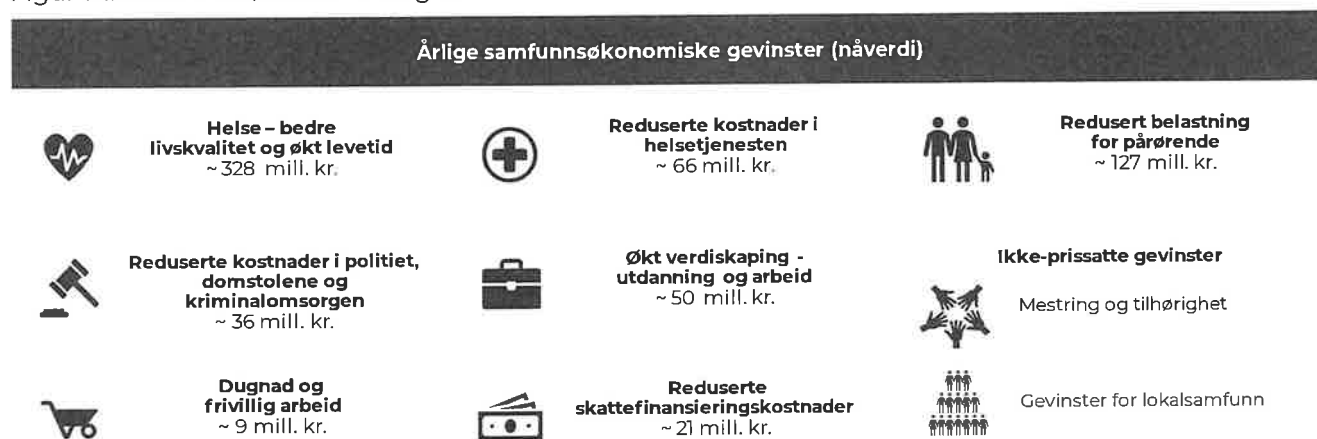 Årlige samfunnsøkonomiske gevinster (nåverdi)
Helse – bedre
livskvalitet og økt levetid
~ 328 mill. kr.
Reduserte kostnader i
helsetjenesten
~ 66 mill. kr.
Redusert belastning
for pårørende
~ 127 mill. kr.
Reduserte kostnader i politiet,
domstolene og
kriminalomsorgen
~ 36 mill. kr.
Økt verdiskaping -
utdanning og arbeid
~ 50 mill. kr.
Ikke-prissatte gevinster
Mestring og tilhørighet
Gevinster for lokalsamfunn
Dugnad og
frivillig arbeid
~ 9 mill. kr.
Reduserte
skattefinansieringskostnader
~ 21 mill. kr.